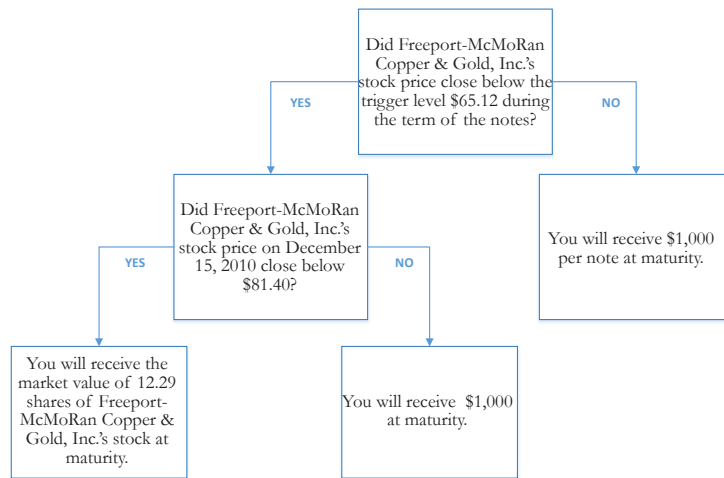 Did Freeport-McMoRan
Copper & Gold, Inc.'s
stock price close below the
trigger level $65.12 during
the term of the notes?
YES
NO
Did Freeport-McMoRan
Copper & Gold, Inc.'s
stock price on December
15, 2010 close below
$81.40?
You will receive $1,000
per note at maturity.
YES
NO
You will receive the
market value of 12.29
shares of Freeport-
McMoRan Copper &
Gold, Inc.'s stock at
maturity.
You will receive $1,000
at maturity.